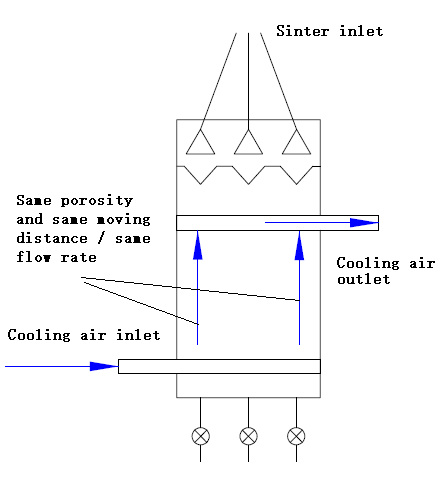 Sinter inlet
Same porosity
and same moving
distance / same
flow rate
Cooling air
outlet
Cooling air inlet